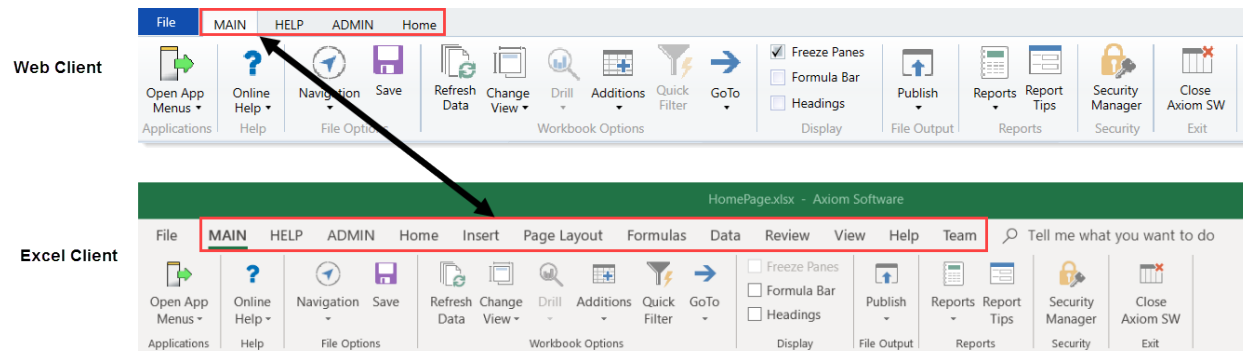 File MAIN HELP ADMIN Home
Web Client
Open App Menus
Online Help
Navigation
Save
Refresh Data
Change View
Drill
Additions
Quick Filter
GoTo
Freeze Panes
Formula Bar
Headings
Publish
Reports
Report Tips
Security Manager
Close Axiom SW
Applications Help File Options Workbook Options Display File Output Reports Security Exit
HomePage.xlsx - Axiom Software
File MAIN HELP ADMIN Home Insert Page Layout Formulas Data Review View Help Team Tell me what you want to do
Excel Client
Open App Menus
Online Help
Navigation
Save
Refresh Data
Change View
Drill
Additions
Quick Filter
GoTo
Freeze Panes
Formula Bar
Headings
Publish
Reports
Report Tips
Security Manager
Close Axiom SW
Applications Help File Options Workbook Options Display File Output Reports Security Exit